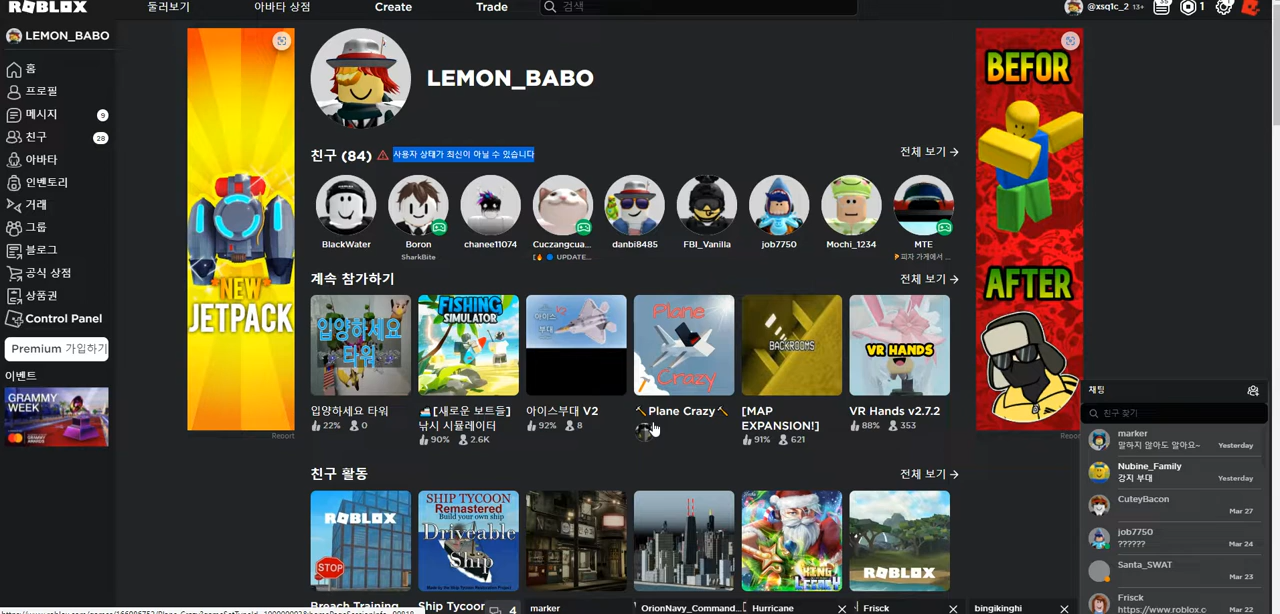 ROBLOX
둘러보기
아바타 상점
Create
Trade
검색
@xsq1c_2 13+
1
LEMON_BABO
홈
프로필
메시지
9
친구
28
아바타
인벤토리
거래
그룹
블로그
공식 상점
상품권
Control Panel
Premium 가입하기
이벤트
GRAMMY
WEEK
NEW
JETPACK
Report
LEMON_BABO
친구 (84)
사용자 상태가 최신이 아닐 수 있습니다
전체 보기
BlackWater
Boron
SharkBite
chanee11074
Cuczangcua...
UPDATE...
danbi8485
FBI_Vanilla
job7750
Mochi_1234
MTE
피자 가게에서 ...
계속 참가하기
전체 보기
입양하세요
타워
FISHING
SIMULATOR
아이스
부대
Plane
Crazy
BACKROOMS
VR HANDS
입양하세요 타워
22% 0
[새로운 보트들]
낚시 시뮬레이터
90% 2.6K
아이스부대 V2
92% 8
Plane Crazy
[MAP
EXPANSION!]
91% 621
VR Hands v2.7.2
88% 353
친구 활동
전체 보기
ROBLOX
STOP
SHIP TYCOON
Remastered
Build your own ship
Driveable
Ship
KING
LEGACY
ROBLOX
Breach Training
Ship Tycoon
BEFOR
AFTER
Repor
채팅
친구 찾기
marker
말하지 않아도 알아요~
Yesterday
Nubine_Family
강지 부대
Yesterday
CuteyBacon
Mar 27
job7750
??????
Mar 24
Santa_SWAT
Mar 23
Frisck
https://www.roblox.c
Mar 22
4
marker
OrionNavy_Command...
Hurricane
Frisck
bingikinghi